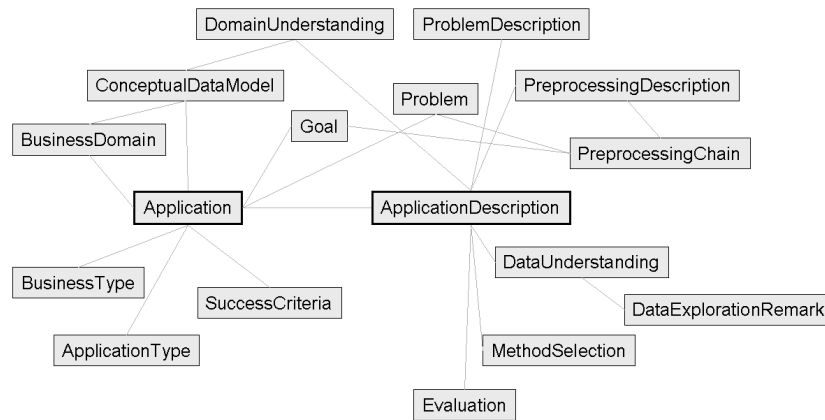 DomainUnderstanding
ProblemDescription
ConceptualDataModel
Problem
PreprocessingDescription
Goal
BusinessDomain
PreprocessingChain
Application
ApplicationDescription
DataUnderstanding
BusinessType
SuccessCriteria
DataExplorationRemark
ApplicationType
MethodSelection
Evaluation